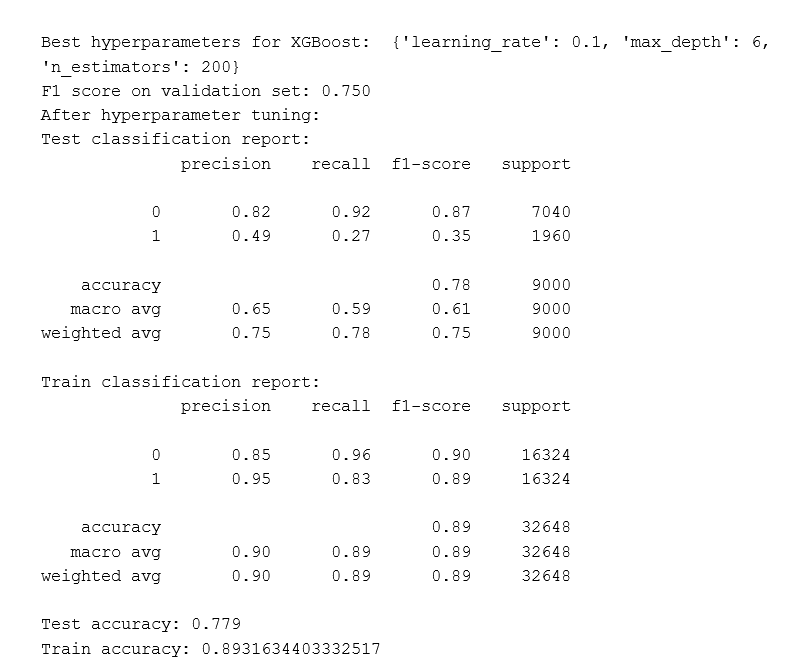 Best hyperparameters for XGBoost:  {'learning_rate': 0.1, 'max_depth': 6,
'n_estimators': 200}
F1 score on validation set: 0.750
After hyperparameter tuning:
Test classification report:
              precision    recall  f1-score   support

           0       0.82      0.92      0.87      7040
           1       0.49      0.27      0.35      1960

    accuracy                           0.78      9000
   macro avg       0.65      0.59      0.61      9000
weighted avg       0.75      0.78      0.75      9000

Train classification report:
              precision    recall  f1-score   support

           0       0.85      0.96      0.90     16324
           1       0.95      0.83      0.89     16324

    accuracy                           0.89     32648
   macro avg       0.90      0.89      0.89     32648
weighted avg       0.90      0.89      0.89     32648

Test accuracy: 0.779
Train accuracy: 0.8931634403332517